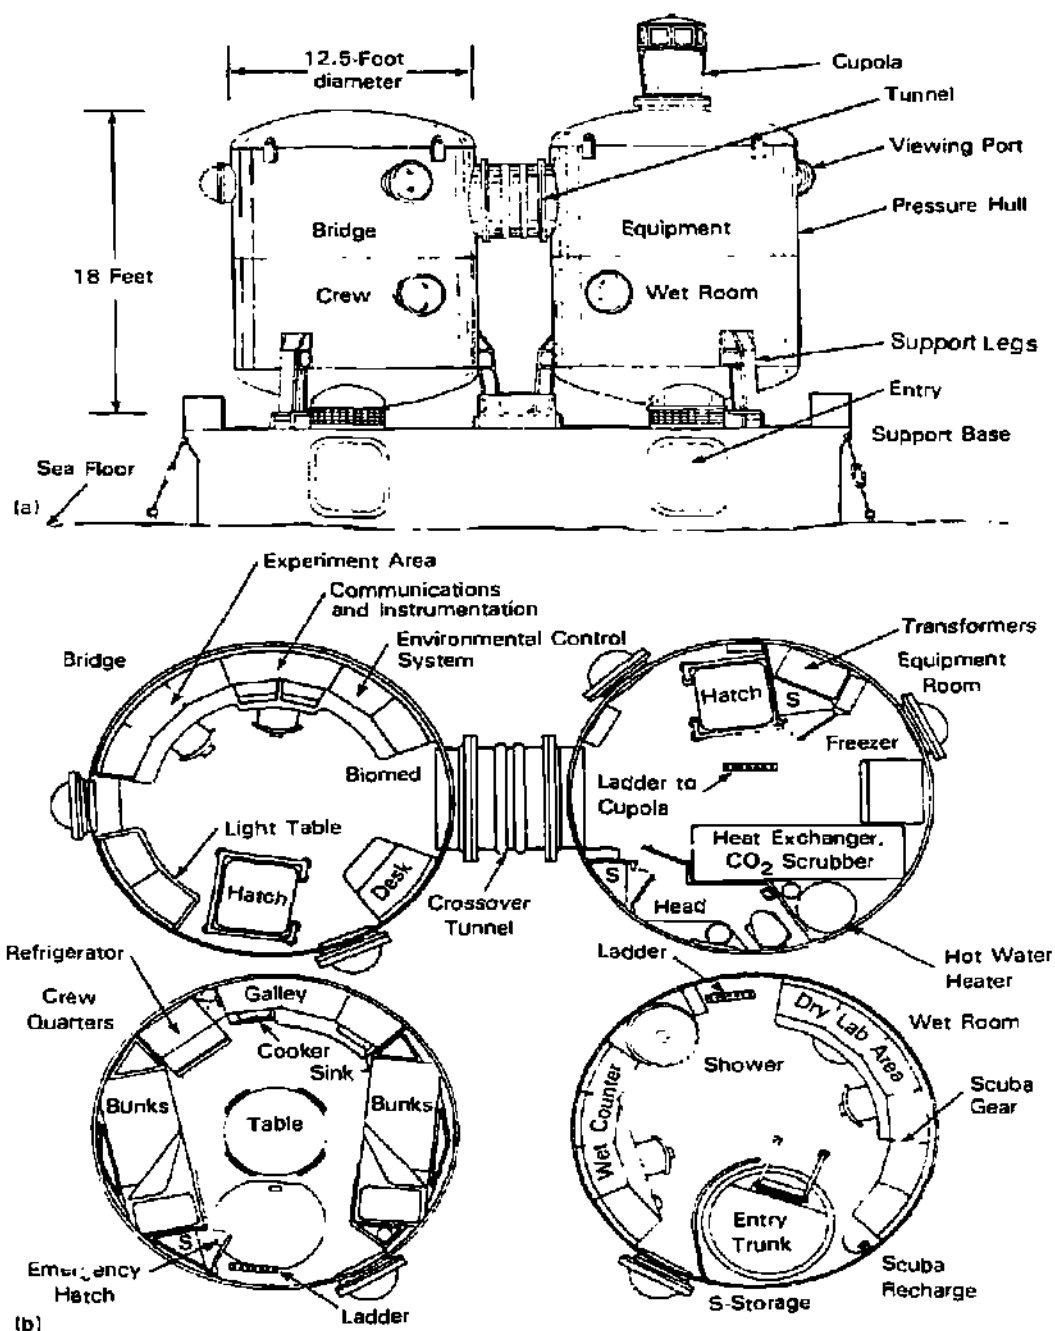 12.5-Foot
diameter
Cupola
Tunnel
Viewing Port
Pressure Hull
Bridge
Equipment
18 Feet
Crew
Wet Room
Support Legs
Entry
Support Base
Sea Floor
(a)
Experiment Area
Communications
and Instrumentation
Environmental Control
System
Bridge
Transformers
Equipment
Room
Hatch
S
Freezer
Biomed
Ladder to
Cupola
Light Table
Heat Exchanger,
CO2 Scrubber
Hatch
Desk
S
Crossover
Tunnel
Head
Hot Water
Heater
Refrigerator
Ladder
Crew
Quarters
Galley
Cooker
Sink
Dry Lab Area
Wet Room
Shower
Bunks
Bunks
Table
Wet Counter
Scuba
Gear
S
Entry
Trunk
Emergency
Hatch
Ladder
S-Storage
Scuba
Recharge
(b)